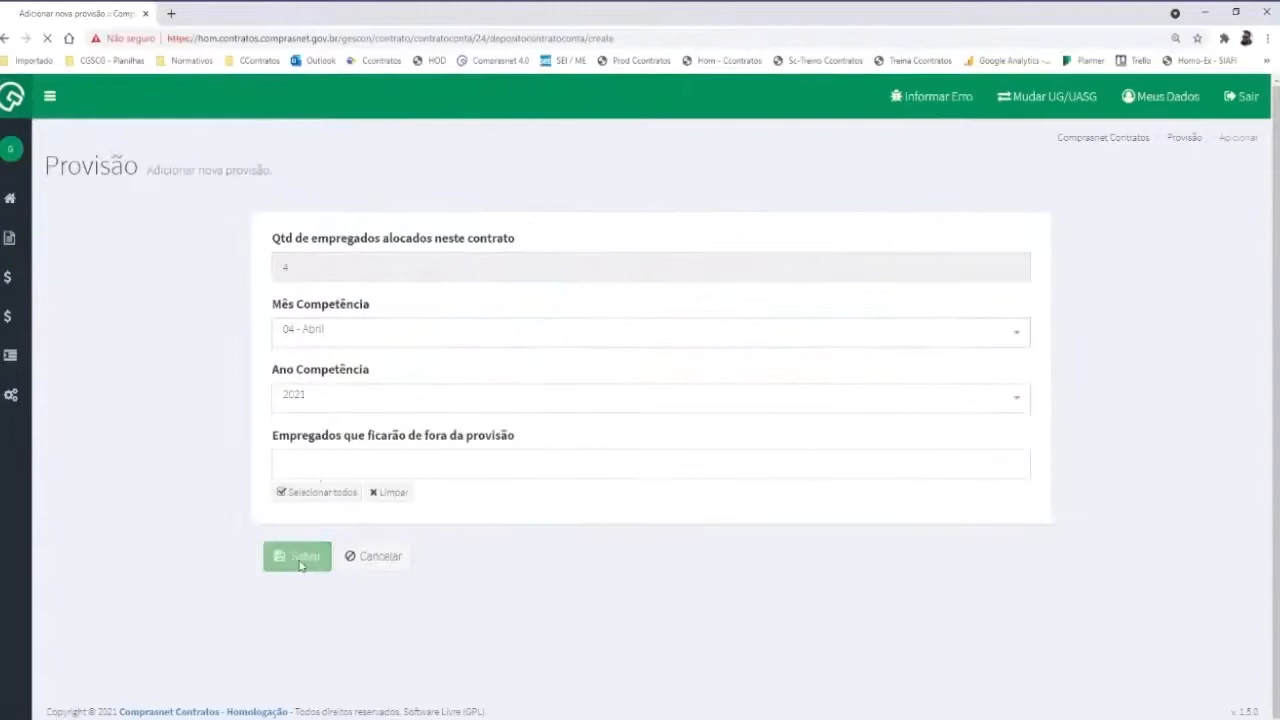 Adicionar nova provisão :: Comp
Não seguro | https://hom.contratos.comprasnet.gov.br/gescon/contrato/contratoconta/24/depositocontratoconta/create
Importado CGSCG - Planilhas Normativos CContratos Outlook Ccontratos HOD Comprasnet 4.0 SEI / ME Prod Ccontratos Hom - Ccontratos Sc-Treino Ccontratos Treina Ccontratos Google Analytics -... Planner Trello Homo-Ex - SIAFI »
Informar Erro Mudar UG/UASG Meus Dados Sair
Comprasnet Contratos Provisão Adicionar
Provisão Adicionar nova provisão.
G
Qtd de empregados alocados neste contrato
4
Mês Competência
04 - Abril
Ano Competência
2021
Empregados que ficarão de fora da provisão
Selecionar todos Limpar
Salvar Cancelar
Copyright © 2021 Comprasnet Contratos - Homologação - Todos direitos reservados. Software Livre (GPL).
v. 1.5.0